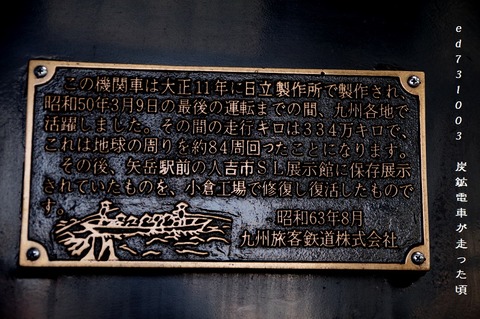 この機関車は大正11年に日立製作所で製作され、
昭和50年3月9日の最後の運転までの間、九州各地で
活躍しました。その間の走行キロは334万キロで、
これは地球の周りを約84周回ったことになります。
その後、矢岳駅前の人吉市SL展示館に保存展示
されていたものを、小倉工場で修復し復活したもので
す。
昭和63年8月
九州旅客鉄道株式会社
ed731003 炭鉱電車が走った頃